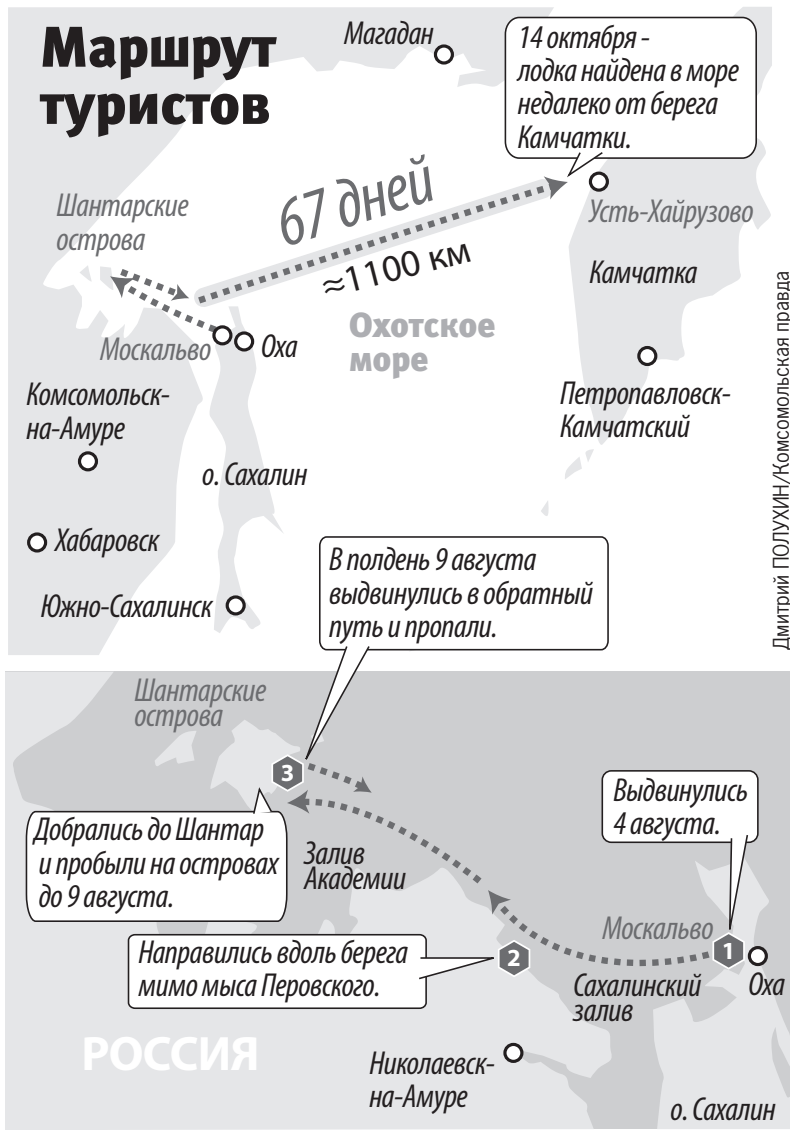 Маршрут
туристов
Магадан
14 октября -
лодка найдена в море
недалеко от берега
Камчатки.
67 дней
≈1100 км
Шантарские
острова
Усть-Хайрузово
Камчатка
Охотское
море
Москальво
Оха
Петропавловск-
Камчатский
Комсомольск-
на-Амуре
о. Сахалин
Хабаровск
Южно-Сахалинск
Дмитрий ПОЛУХИН/Комсомольская правда
В полдень 9 августа
выдвинулись в обратный
путь и пропали.
Шантарские
острова
3
Выдвинулись
4 августа.
Добрались до Шантар
и пробыли на островах
до 9 августа.
Залив
Академии
Москальво
1
Направились вдоль берега
мимо мыса Перовского.
2
Сахалинский
залив
Оха
РОССИЯ
Николаевск-
на-Амуре
о. Сахалин